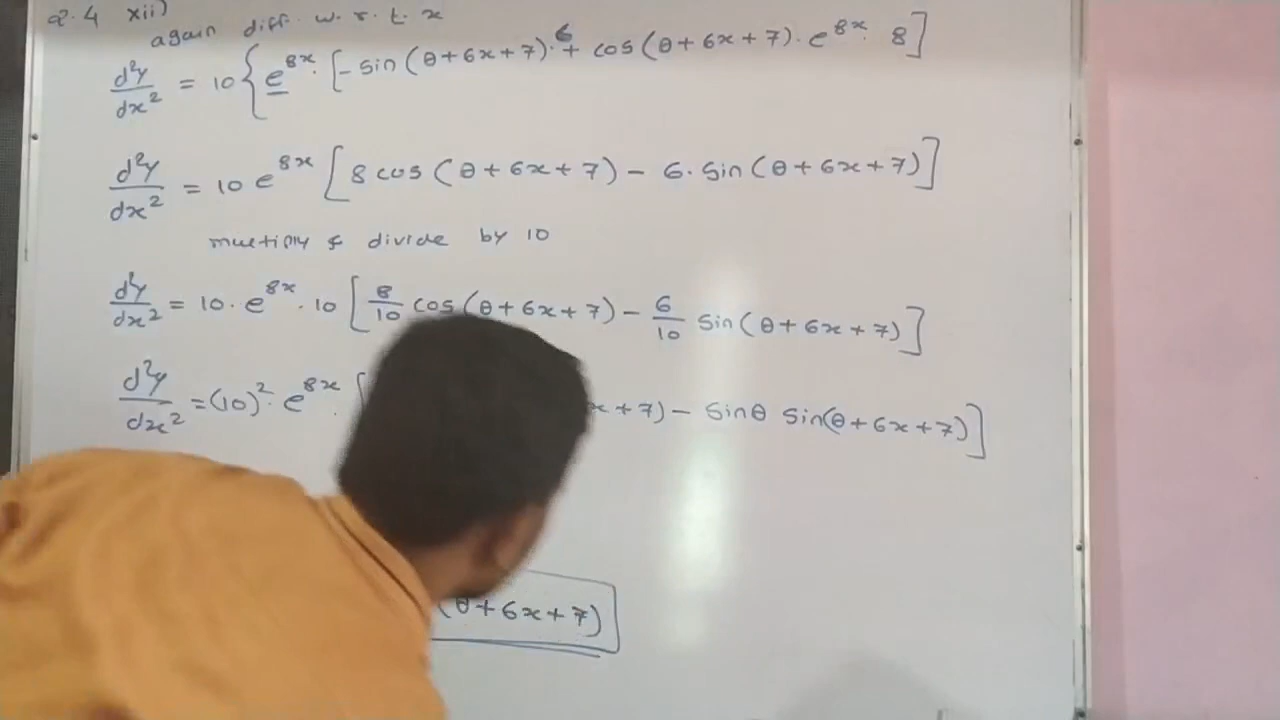 Q.4 xii)
again diff. w.r.t. x
d²y/dx² = 10 { e^8x . [- sin (θ+6x+7) . 6 + cos (θ+6x+7) . e^8x . 8 ]
d²y/dx² = 10 e^8x [ 8 cos (θ+6x+7) - 6. sin (θ+6x+7) ]
multiply & divide by 10
d²y/dx² = 10 . e^8x . 10 [ 8/10 cos (θ+6x+7) - 6/10 sin (θ+6x+7) ]
d²y/dx² = (10)² . e^8x . [ x+7) - sinθ sin(θ+6x+7) ]
(θ+6x+7)